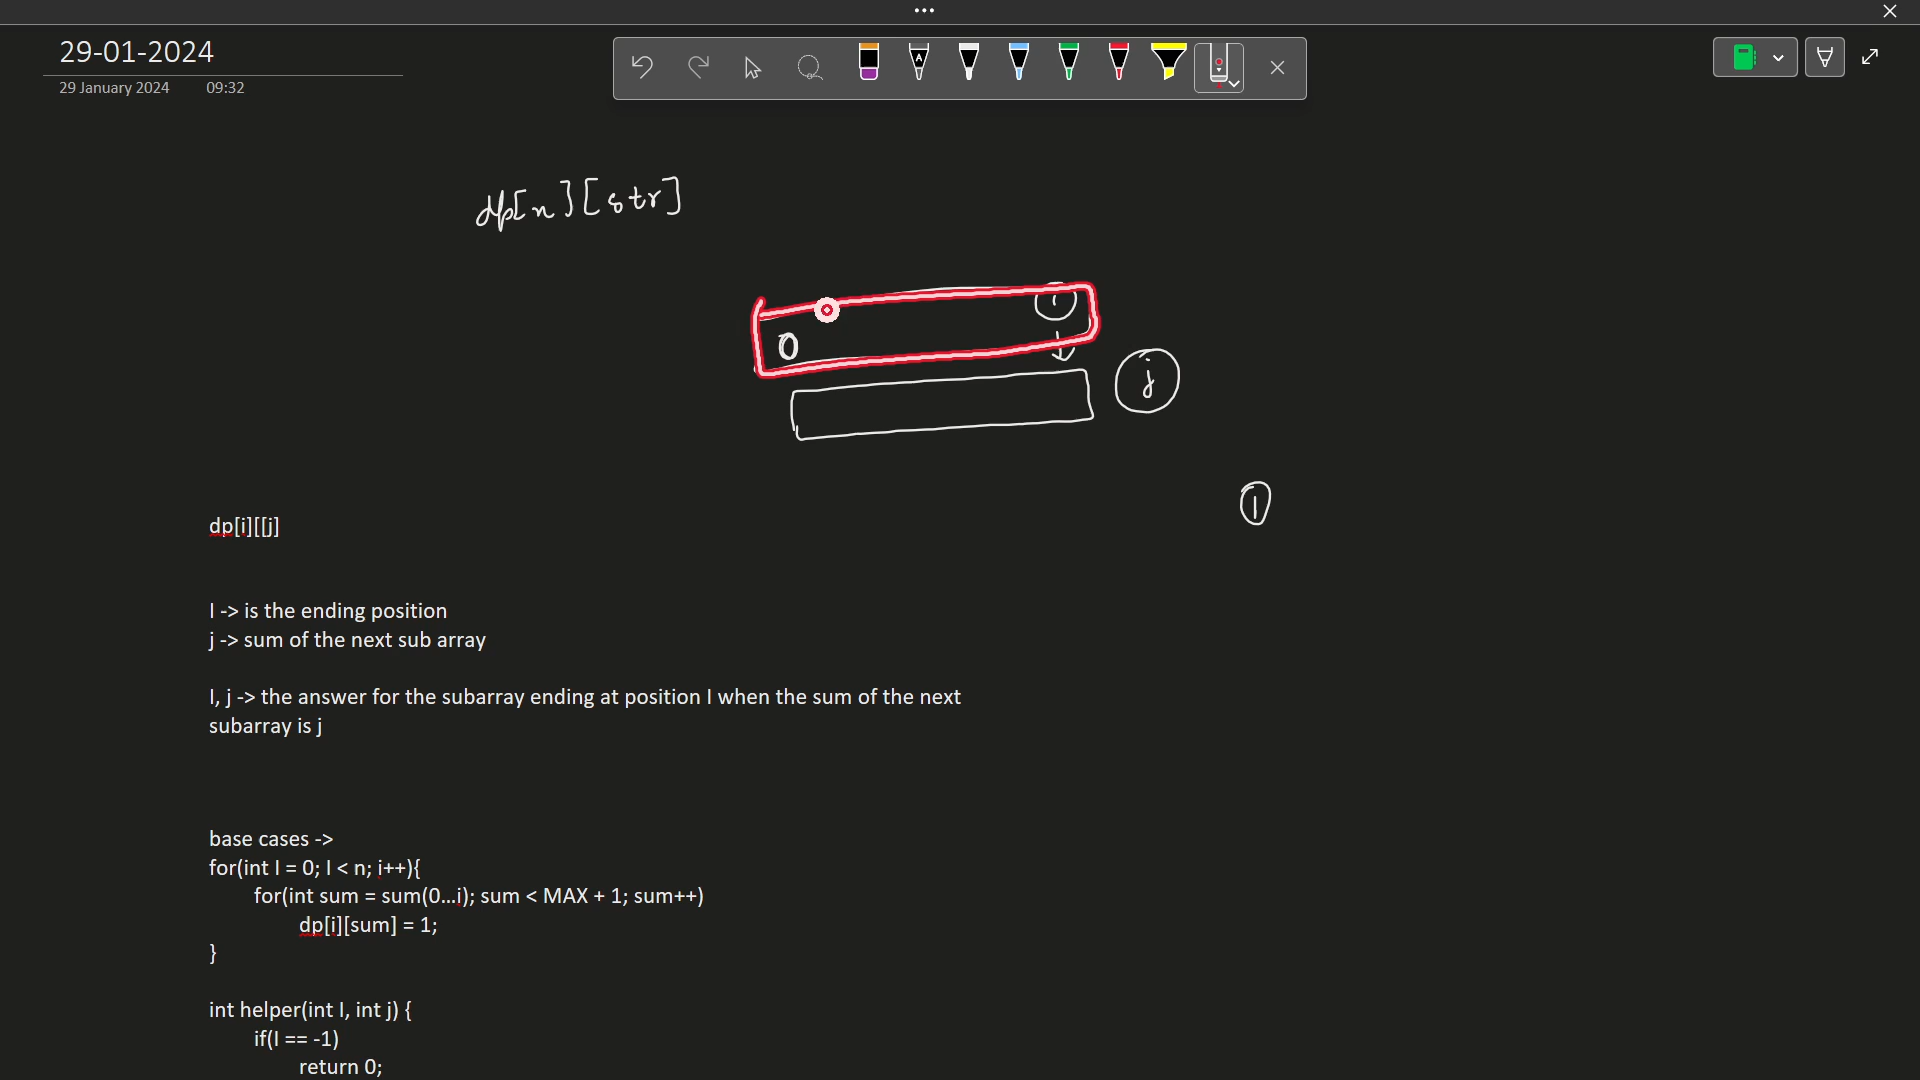 29-01-2024
29 January 2024 09:32
dp[n][str]
0
i
j
1
dp[i][[j]
I -> is the ending position
j -> sum of the next sub array
I, j -> the answer for the subarray ending at position I when the sum of the next
subarray is j
base cases ->
for(int I = 0; I < n; i++){
for(int sum = sum(0...i); sum < MAX + 1; sum++)
dp[i][sum] = 1;
}
int helper(int I, int j) {
if(I == -1)
return 0;